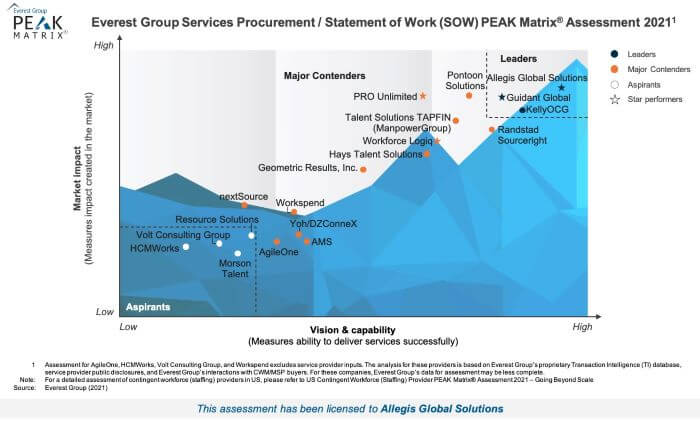 Everest Group
PEAK
MATRIX®
Everest Group Services Procurement / Statement of Work (SOW) PEAK Matrix® Assessment 2021¹
High
Leaders
Major Contenders
Leaders
Major Contenders
Aspirants
Star performers
Pontoon
Solutions
Allegis Global Solutions
PRO Unlimited
Guidant Global
KellyOCG
Talent Solutions TAPFIN
(ManpowerGroup)
Randstad
Sourceright
Workforce Logiq
Hays Talent Solutions
Geometric Results, Inc.
Market Impact
(Measures impact created in the market)
nextSource
Workspend
Resource Solutions
Yoh/DZConneX
Volt Consulting Group
HCMWorks
AgileOne
AMS
Morson
Talent
Aspirants
Low
Low
Vision & capability
High
(Measures ability to deliver services successfully)
1 Assessment for AgileOne, HCMWorks, Volt Consulting Group, and Workspend excludes service provider inputs. The analysis for these providers is based on Everest Group's proprietary Transaction Intelligence (TI) database,
service provider public disclosures, and Everest Group's interactions with CWM/MSP buyers. For these companies, Everest Group's data for assessment may be less complete.
Note: For a detailed assessment of contingent workforce (staffing) providers in US, please refer to US Contingent Workforce (Staffing) Provider PEAK Matrix® Assessment 2021 – Going Beyond Scale
Source: Everest Group (2021)
This assessment has been licensed to Allegis Global Solutions